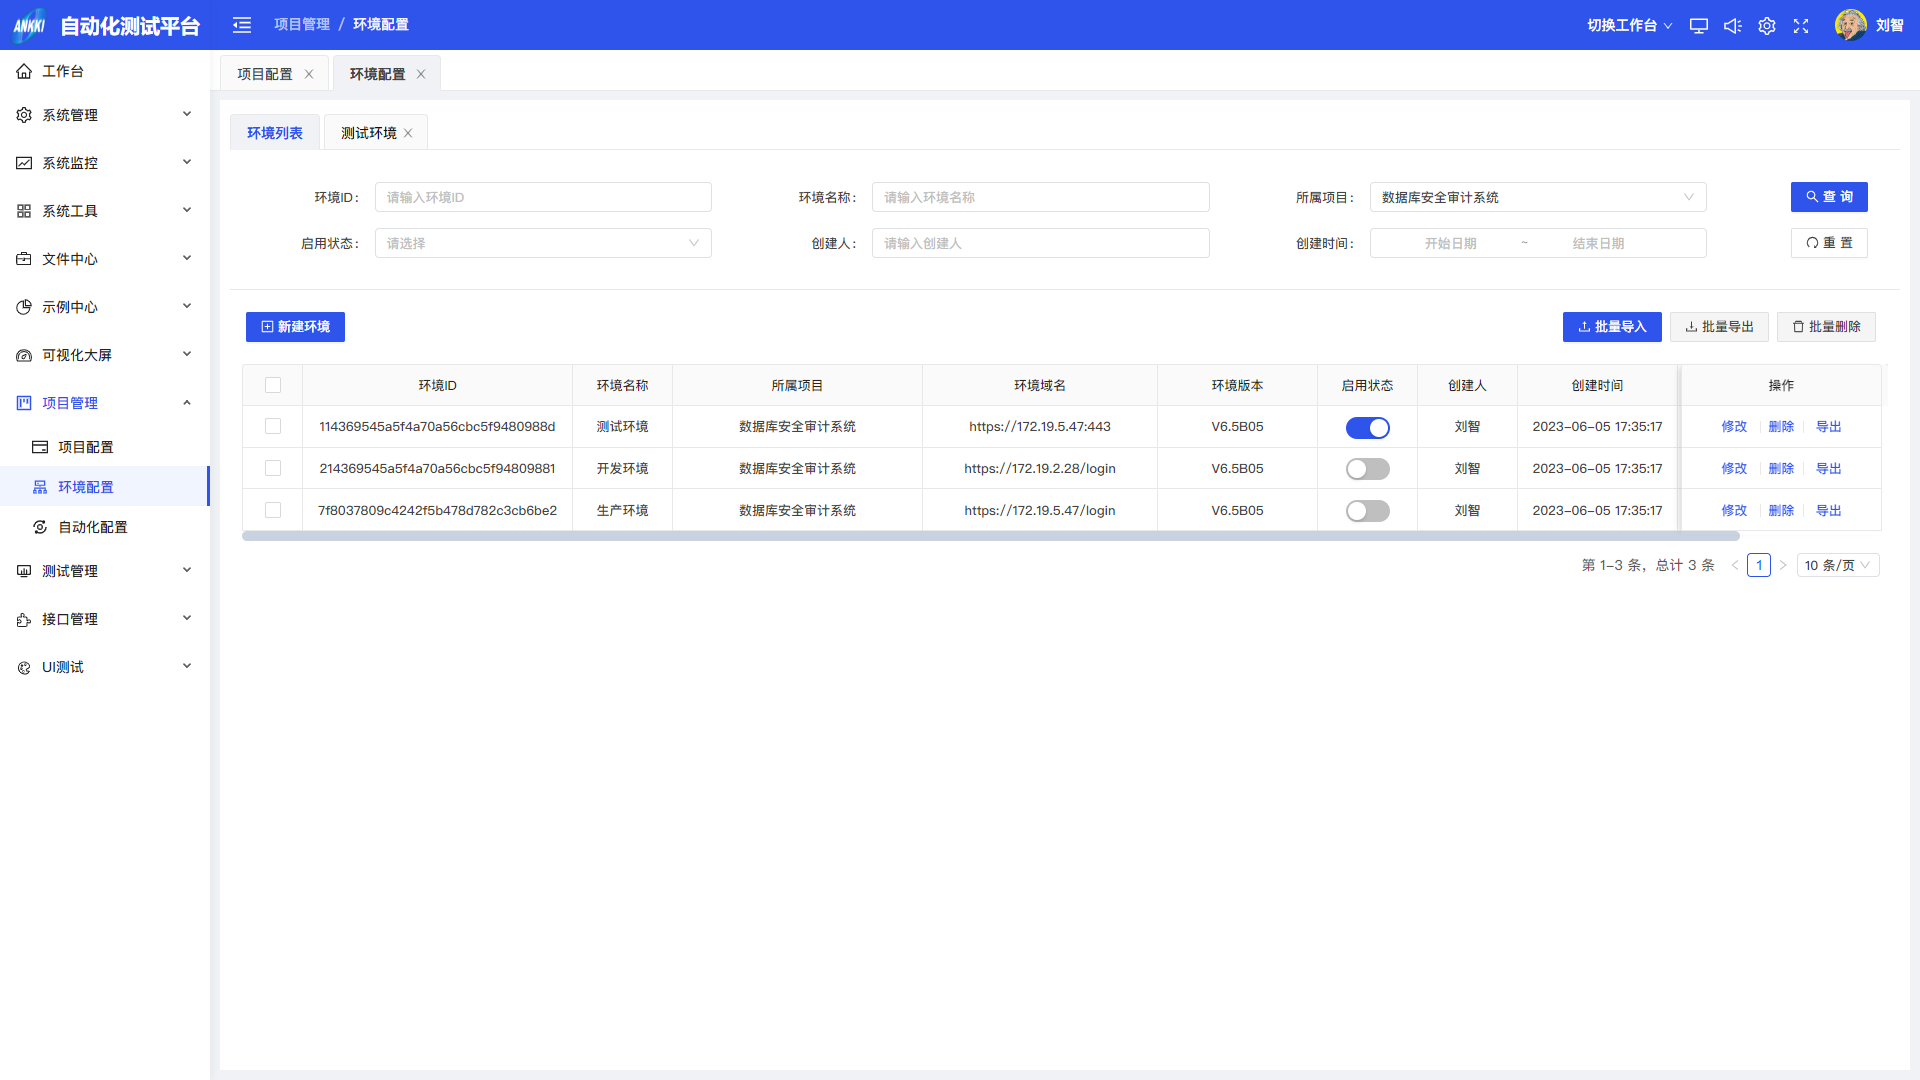 ANKKI 自动化测试平台 项目管理 / 环境配置 切换工作台 刘智
工作台
系统管理
系统监控
系统工具
文件中心
示例中心
可视化大屏
项目管理
项目配置
环境配置
自动化配置
测试管理
接口管理
UI测试
项目配置 环境配置
环境列表 测试环境
环境ID： 请输入环境ID 环境名称： 请输入环境名称 所属项目： 数据库安全审计系统 查 询
启用状态： 请选择 创建人： 请输入创建人 创建时间： 开始日期 ~ 结束日期 重 置
新建环境 批量导入 批量导出 批量删除
环境ID 环境名称 所属项目 环境域名 环境版本 启用状态 创建人 创建时间 操作
114369545a5f4a70a56cbc5f9480988d 测试环境 数据库安全审计系统 https://172.19.5.47:443 V6.5B05 刘智 2023-06-05 17:35:17 修改 删除 导出
214369545a5f4a70a56cbc5f94809881 开发环境 数据库安全审计系统 https://172.19.2.28/login V6.5B05 刘智 2023-06-05 17:35:17 修改 删除 导出
7f8037809c4242f5b478d782c3cb6be2 生产环境 数据库安全审计系统 https://172.19.5.47/login V6.5B05 刘智 2023-06-05 17:35:17 修改 删除 导出
第 1-3 条，总计 3 条 < 1 > 10 条/页